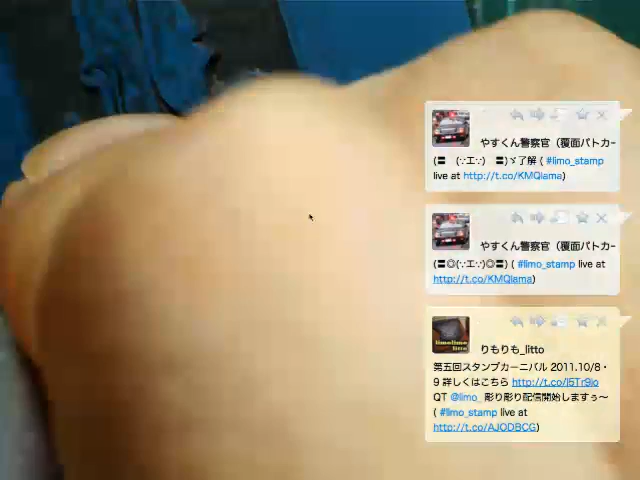 やすくん警察官（覆面パトカー
(〓　(∵エ∵)　〓)ゞ了解 ( #limo_stamp
live at http://t.co/KMQlama)
やすくん警察官（覆面パトカー
(〓◎(∵エ∵)◎〓) ( #limo_stamp live at
http://t.co/KMQlama)
りもりも_litto
第五回スタンプカーニバル 2011.10/8・
9 詳しくはこちら http://t.co/j5Tr9jo
QT @limo_ 彫り彫り配信開始しますぅ〜
( #limo_stamp live at
http://t.co/AJODBCG)